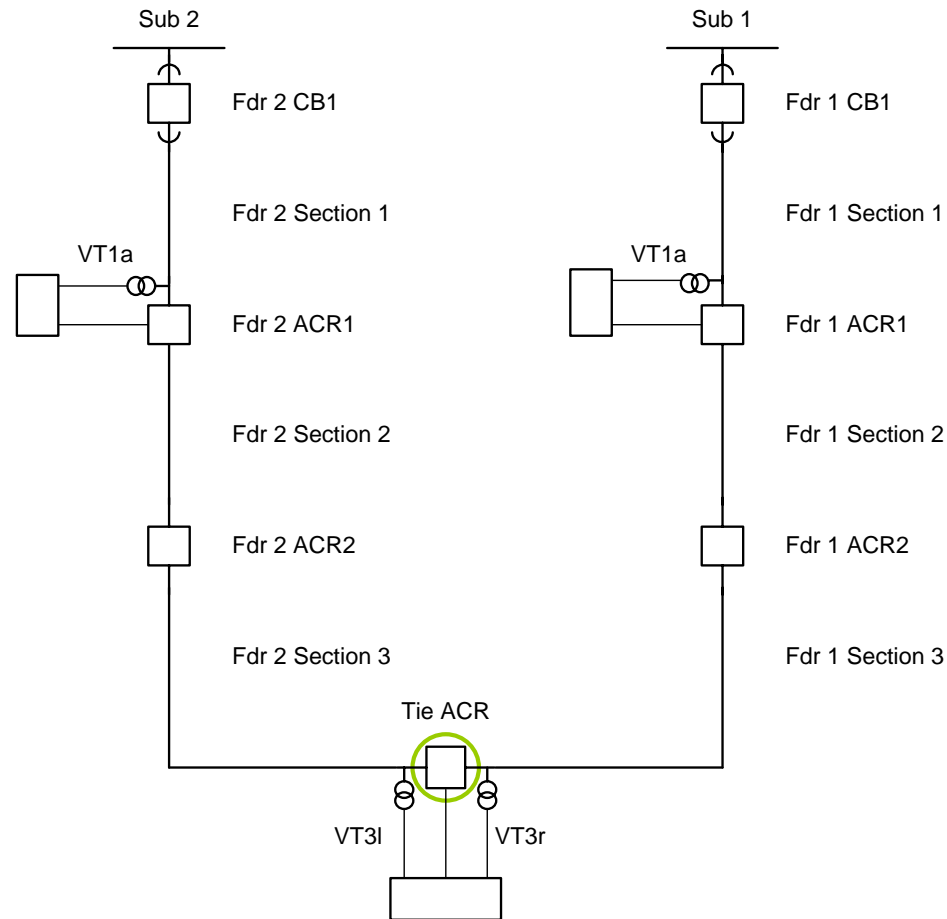 Sub 2
Sub 1
Fdr 2 CB1
Fdr 1 CB1
Fdr 2 Section 1
Fdr 1 Section 1
VT1a
VT1a
Fdr 2 ACR1
Fdr 1 ACR1
Fdr 2 Section 2
Fdr 1 Section 2
Fdr 2 ACR2
Fdr 1 ACR2
Fdr 2 Section 3
Fdr 1 Section 3
Tie ACR
VT3l
VT3r